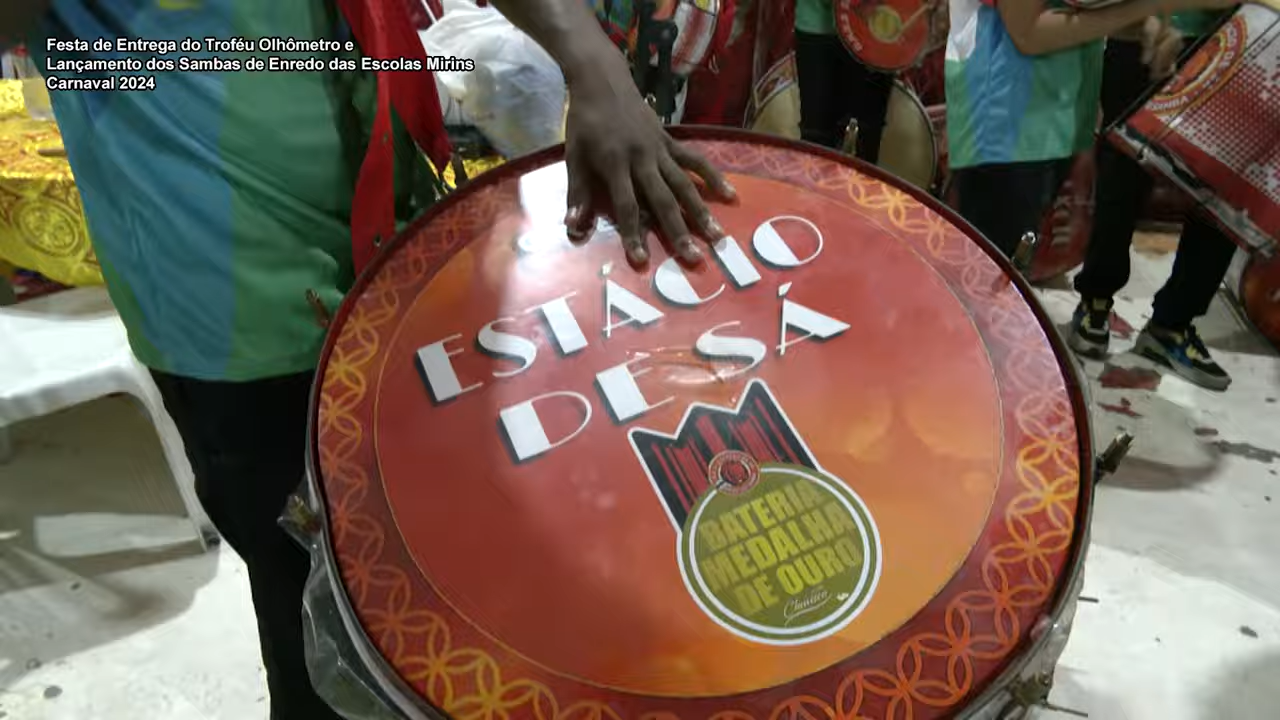 Festa de Entrega do Troféu Olhômetro e
Lançamento dos Sambas de Enredo das Escolas Mirins
Carnaval 2024
ESTÁCIO
DE SÁ
BATERIA
MEDALHA
DE OURO